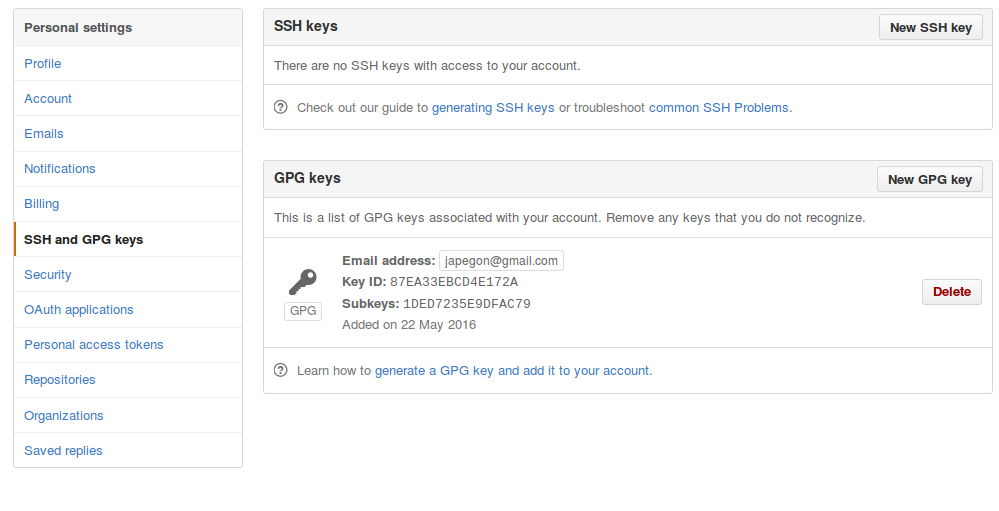 Personal settings
Profile
Account
Emails
Notifications
Billing
SSH and GPG keys
Security
OAuth applications
Personal access tokens
Repositories
Organizations
Saved replies
SSH keys
New SSH key
There are no SSH keys with access to your account.
Check out our guide to generating SSH keys or troubleshoot common SSH Problems.
GPG keys
New GPG key
This is a list of GPG keys associated with your account. Remove any keys that you do not recognize.
GPG
Email address: japegon@gmail.com
Key ID: 87EA33EBCD4E172A
Subkeys: 1DED7235E9DFAC79
Added on 22 May 2016
Delete
Learn how to generate a GPG key and add it to your account.